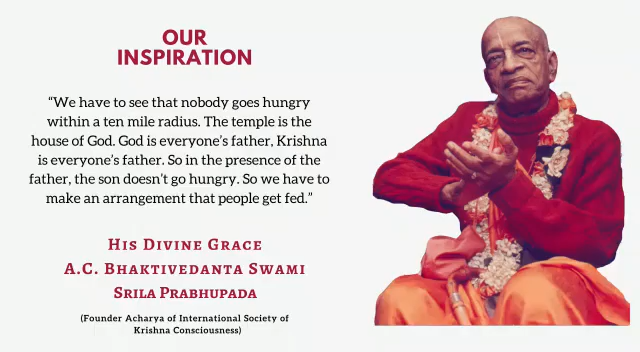 OUR
INSPIRATION
“We have to see that nobody goes hungry
within a ten mile radius. The temple is the
house of God. God is everyone’s father, Krishna
is everyone’s father. So in the presence of the
father, the son doesn’t go hungry. So we have to
make an arrangement that people get fed.”
His Divine Grace
A.C. Bhaktivedanta Swami
Srila Prabhupada
(Founder Acharya of International Society of
Krishna Consciousness)